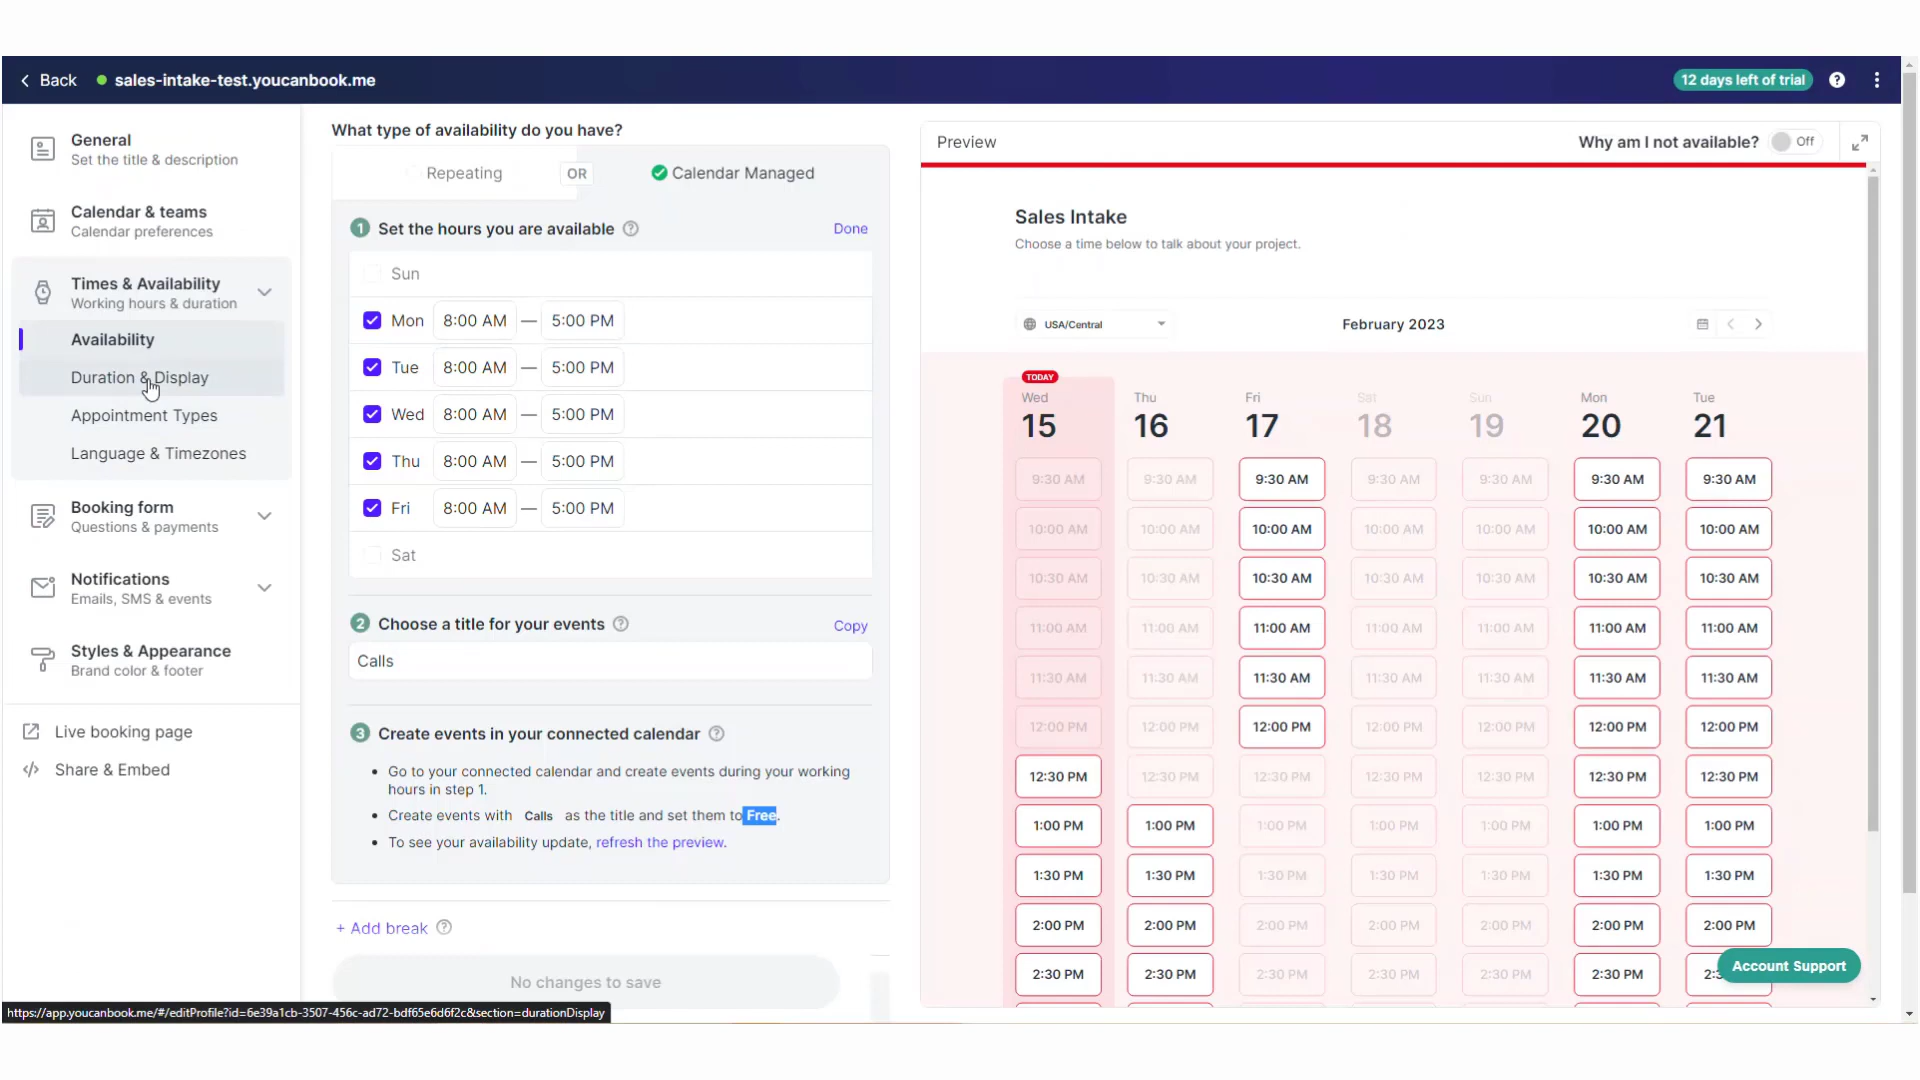 Back
sales-intake-test.youcanbook.me
12 days left of trial
General
Set the title & description
Calendar & teams
Calendar preferences
Times & Availability
Working hours & duration
Availability
Duration & Display
Appointment Types
Language & Timezones
Booking form
Questions & payments
Notifications
Emails, SMS & events
Styles & Appearance
Brand color & footer
Live booking page
Share & Embed
What type of availability do you have?
Repeating OR Calendar Managed
1 Set the hours you are available ? Done
Sun
Mon 8:00 AM — 5:00 PM
Tue 8:00 AM — 5:00 PM
Wed 8:00 AM — 5:00 PM
Thu 8:00 AM — 5:00 PM
Fri 8:00 AM — 5:00 PM
Sat
2 Choose a title for your events ? Copy
Calls
3 Create events in your connected calendar ?
• Go to your connected calendar and create events during your working
hours in step 1.
• Create events with Calls as the title and set them to Free.
• To see your availability update, refresh the preview.
+ Add break ?
No changes to save
https://app.youcanbook.me/#/editProfile?id=6e39a1cb-3507-456c-ad72-bdf65e6d6f2c&section=durationDisplay
Preview Why am I not available? Off
Sales Intake
Choose a time below to talk about your project.
USA/Central February 2023
TODAY
Wed Thu Fri Sat Sun Mon Tue
15 16 17 18 19 20 21
9:30 AM 9:30 AM 9:30 AM 9:30 AM 9:30 AM 9:30 AM 9:30 AM
10:00 AM 10:00 AM 10:00 AM 10:00 AM 10:00 AM 10:00 AM 10:00 AM
10:30 AM 10:30 AM 10:30 AM 10:30 AM 10:30 AM 10:30 AM 10:30 AM
11:00 AM 11:00 AM 11:00 AM 11:00 AM 11:00 AM 11:00 AM 11:00 AM
11:30 AM 11:30 AM 11:30 AM 11:30 AM 11:30 AM 11:30 AM 11:30 AM
12:00 PM 12:00 PM 12:00 PM 12:00 PM 12:00 PM 12:00 PM 12:00 PM
12:30 PM 12:30 PM 12:30 PM 12:30 PM 12:30 PM 12:30 PM 12:30 PM
1:00 PM 1:00 PM 1:00 PM 1:00 PM 1:00 PM 1:00 PM 1:00 PM
1:30 PM 1:30 PM 1:30 PM 1:30 PM 1:30 PM 1:30 PM 1:30 PM
2:00 PM 2:00 PM 2:00 PM 2:00 PM 2:00 PM 2:00 PM 2:00 PM
2:30 PM 2:30 PM 2:30 PM 2:30 PM 2:30 PM 2:30 PM
Account Support